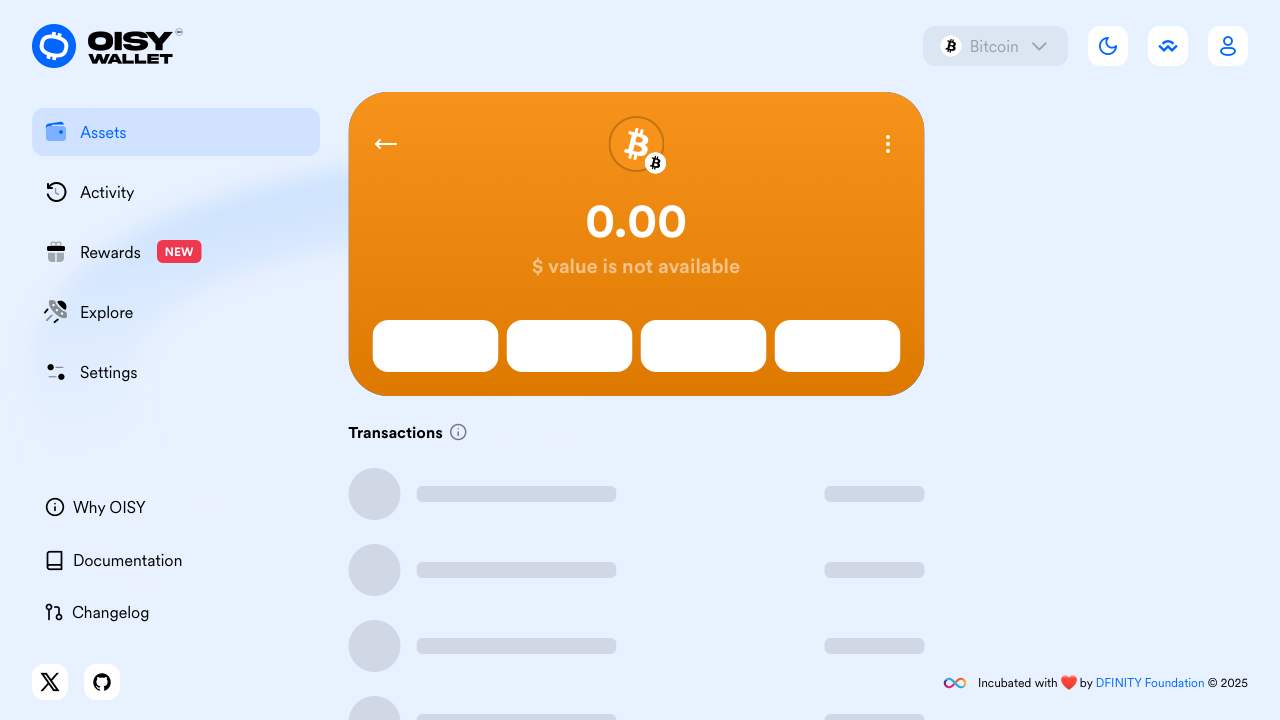 OISY
WALLET
Bitcoin
Assets
Activity
Rewards NEW
Explore
Settings
0.00
$ value is not available
Transactions
Why OISY
Documentation
Changelog
Incubated with ❤️ by DFINITY Foundation © 2025